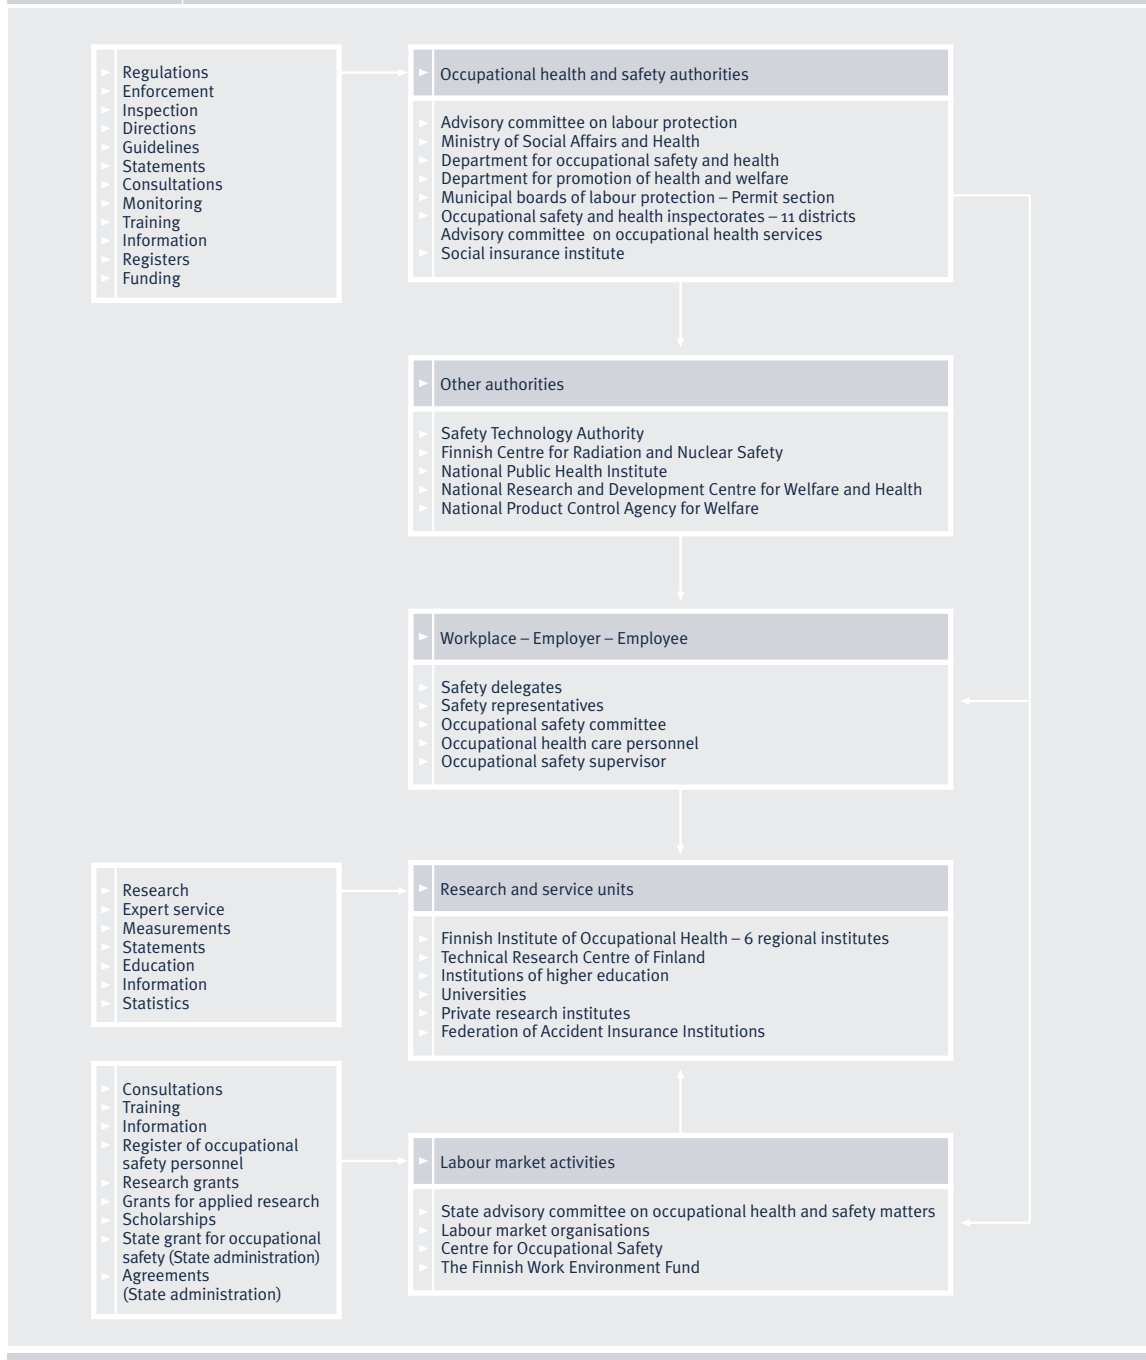 Regulations
Enforcement
Inspection
Directions
Guidelines
Statements
Consultations
Monitoring
Training
Information
Registers
Funding
Occupational health and safety authorities
Advisory committee on labour protection
Ministry of Social Affairs and Health
Department for occupational safety and health
Department for promotion of health and welfare
Municipal boards of labour protection – Permit section
Occupational safety and health inspectorates – 11 districts
Advisory committee on occupational health services
Social insurance institute
Other authorities
Safety Technology Authority
Finnish Centre for Radiation and Nuclear Safety
National Public Health Institute
National Research and Development Centre for Welfare and Health
National Product Control Agency for Welfare
Workplace – Employer – Employee
Safety delegates
Safety representatives
Occupational safety committee
Occupational health care personnel
Occupational safety supervisor
Research
Expert service
Measurements
Statements
Education
Information
Statistics
Research and service units
Finnish Institute of Occupational Health – 6 regional institutes
Technical Research Centre of Finland
Institutions of higher education
Universities
Private research institutes
Federation of Accident Insurance Institutions
Consultations
Training
Information
Register of occupational
safety personnel
Research grants
Grants for applied research
Scholarships
State grant for occupational
safety (State administration)
Agreements
(State administration)
Labour market activities
State advisory committee on occupational health and safety matters
Labour market organisations
Centre for Occupational Safety
The Finnish Work Environment Fund